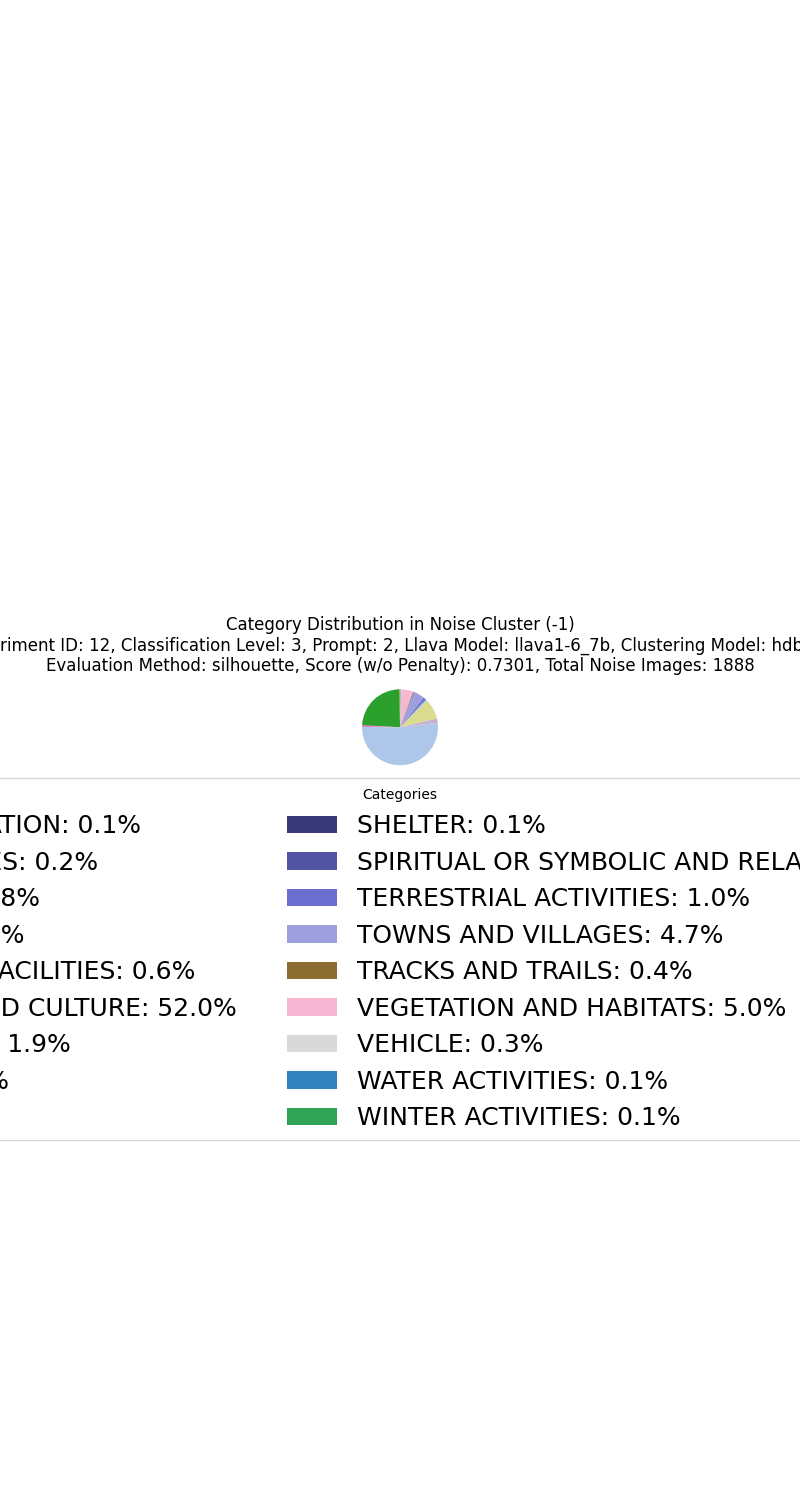 Category Distribution in Noise Cluster (-1)
riment ID: 12, Classification Level: 3, Prompt: 2, Llava Model: llava1-6_7b, Clustering Model: hdb
Evaluation Method: silhouette, Score (w/o Penalty): 0.7301, Total Noise Images: 1888
Categories
ATION: 0.1%
ES: 0.2%
8%
%
ACILITIES: 0.6%
D CULTURE: 52.0%
1.9%
%
SHELTER: 0.1%
SPIRITUAL OR SYMBOLIC AND RELA
TERRESTRIAL ACTIVITIES: 1.0%
TOWNS AND VILLAGES: 4.7%
TRACKS AND TRAILS: 0.4%
VEGETATION AND HABITATS: 5.0%
VEHICLE: 0.3%
WATER ACTIVITIES: 0.1%
WINTER ACTIVITIES: 0.1%